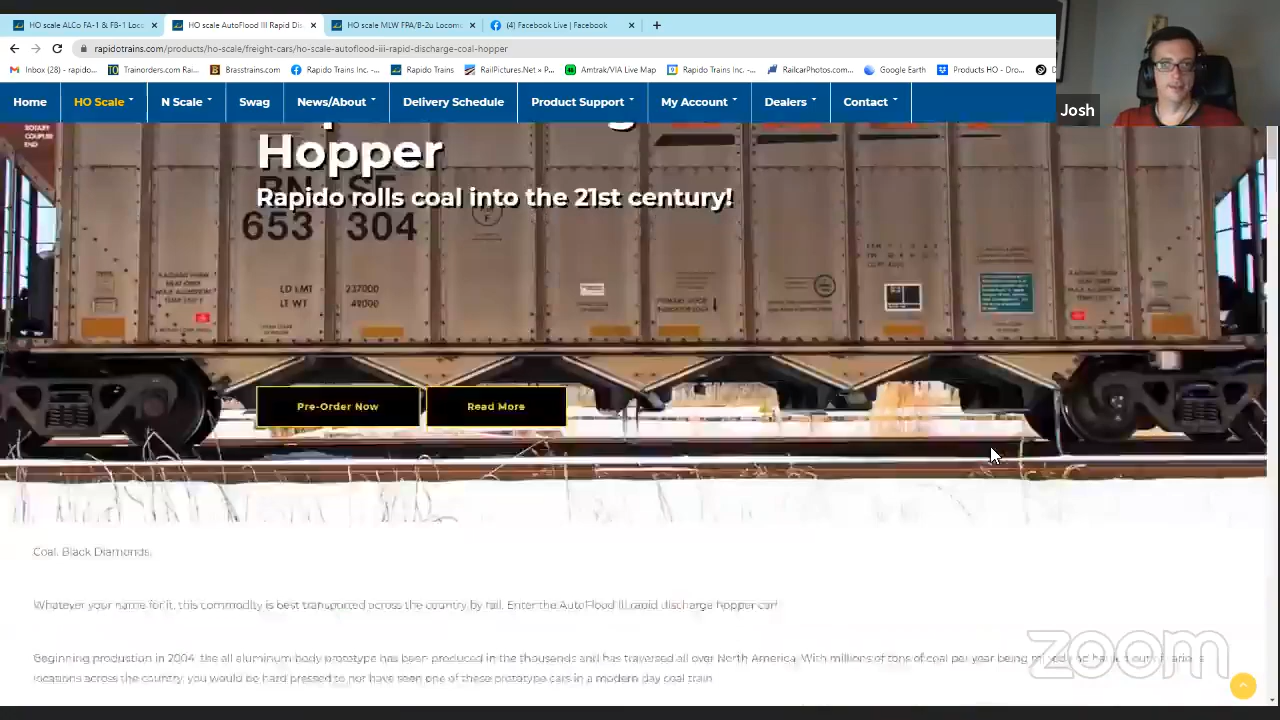 HO scale ALCo FA-1 & FB-1 Loco
HO scale AutoFlood III Rapid Dis
HO scale MLW FPA/B-2u Locom
(4) Facebook Live | Facebook
rapidotrains.com/products/ho-scale/freight-cars/ho-scale-autoflood-iii-rapid-discharge-coal-hopper
Inbox (28) - rapido...
Trainorders.com Rai...
Brasstrains.com
Rapido Trains Inc. -...
Rapido Trains
RailPictures.Net » P...
Amtrak/VIA Live Map
Rapido Trains Inc. -...
RailcarPhotos.com...
Google Earth
Products HO - Dro...
Josh
Home
HO Scale
N Scale
Swag
News/About
Delivery Schedule
Product Support
My Account
Dealers
Contact
ROTARY
COUPLER
END
Hopper
Rapido rolls coal into the 21st century!
653 304
LD LMT 237000
LT WT 49000
Pre-Order Now
Read More
Coal. Black Diamonds.
Whatever your name for it, this commodity is best transported across the country by rail. Enter the AutoFlood III rapid discharge hopper car!
Beginning production in 2004, the all aluminum body prototype has been produced in the thousands and has traversed all over North America. With millions of tons of coal per year being
locations across the country, you would be hard pressed to not have seen one of these prototype cars in a modern day coal train.
zoom